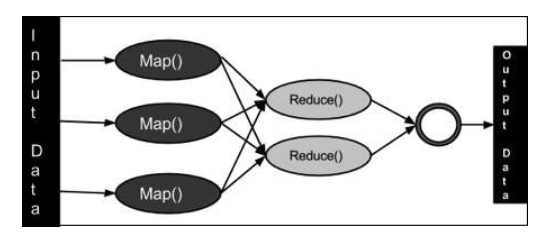 Input Data
Map()
Map()
Map()
Reduce()
Reduce()
Output Data